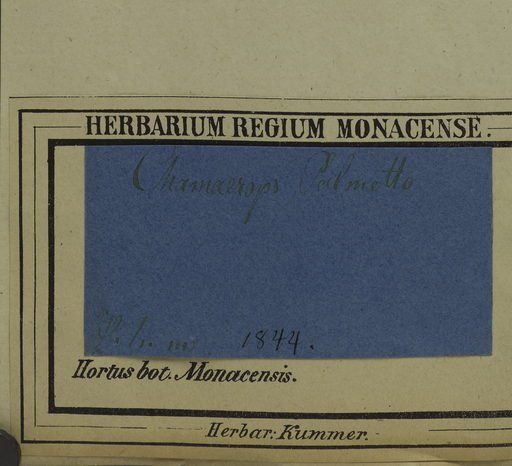 HERBARIUM REGIUM MONACENSE.
Chamaerops Palmetto
h. m. 1844.
Hortus bot. Monacensis.
Herbar: Kummer.